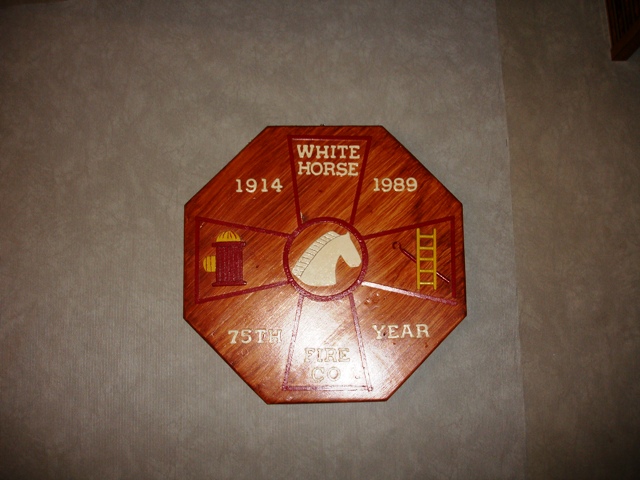 WHITE
HORSE
1914 1989
75TH YEAR
FIRE
CO